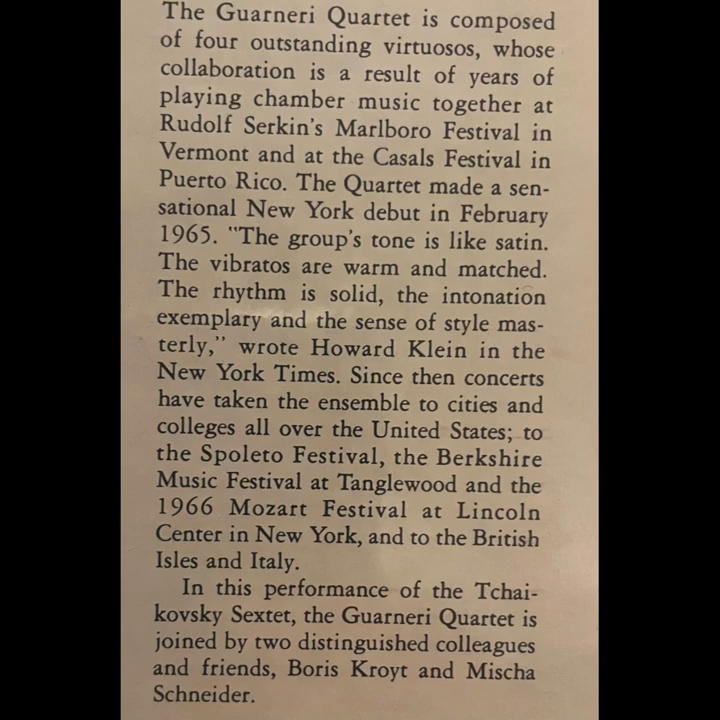 The Guarneri Quartet is composed
of four outstanding virtuosos, whose
collaboration is a result of years of
playing chamber music together at
Rudolf Serkin's Marlboro Festival in
Vermont and at the Casals Festival in
Puerto Rico. The Quartet made a sen-
sational New York debut in February
1965. "The group's tone is like satin.
The vibratos are warm and matched.
The rhythm is solid, the intonation
exemplary and the sense of style mas-
terly," wrote Howard Klein in the
New York Times. Since then concerts
have taken the ensemble to cities and
colleges all over the United States; to
the Spoleto Festival, the Berkshire
Music Festival at Tanglewood and the
1966 Mozart Festival at Lincoln
Center in New York, and to the British
Isles and Italy.
In this performance of the Tchai-
kovsky Sextet, the Guarneri Quartet is
joined by two distinguished colleagues
and friends, Boris Kroyt and Mischa
Schneider.